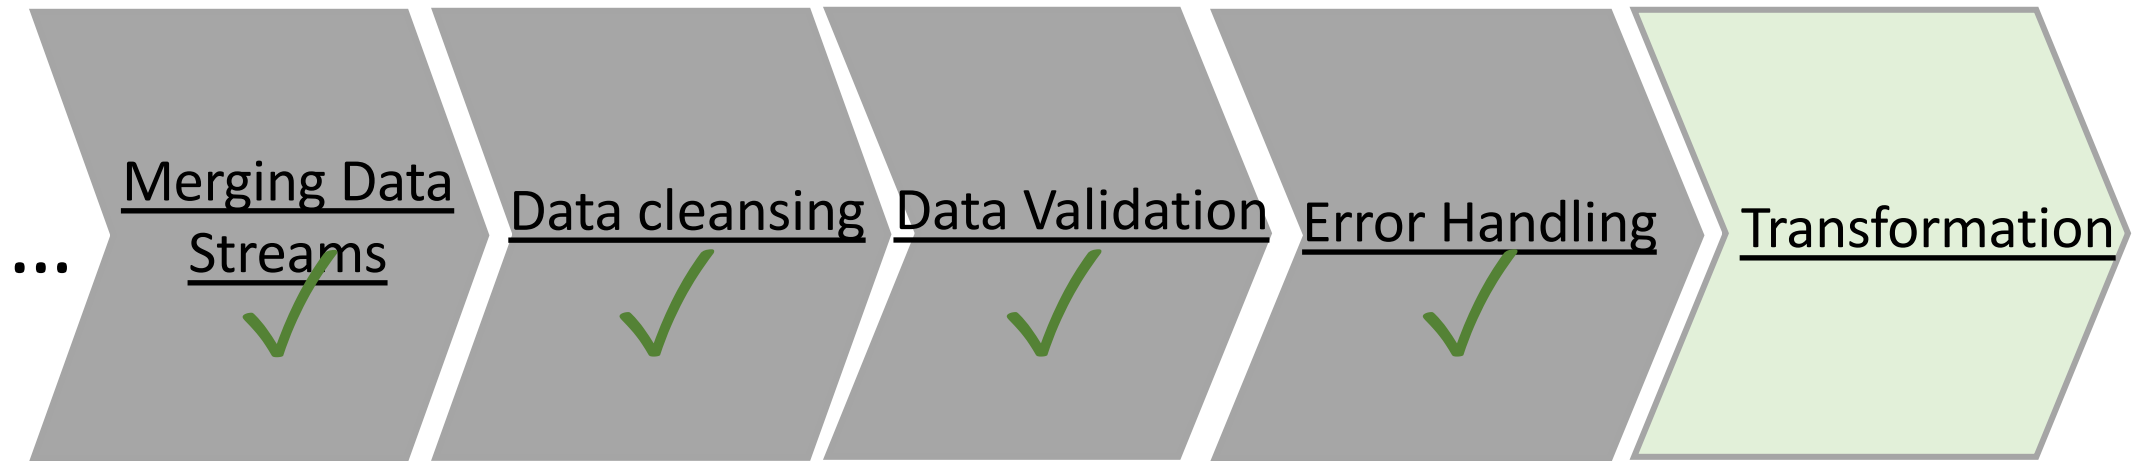 ...
Merging Data
Streams
Data cleansing
Data Validation
Error Handling
Transformation